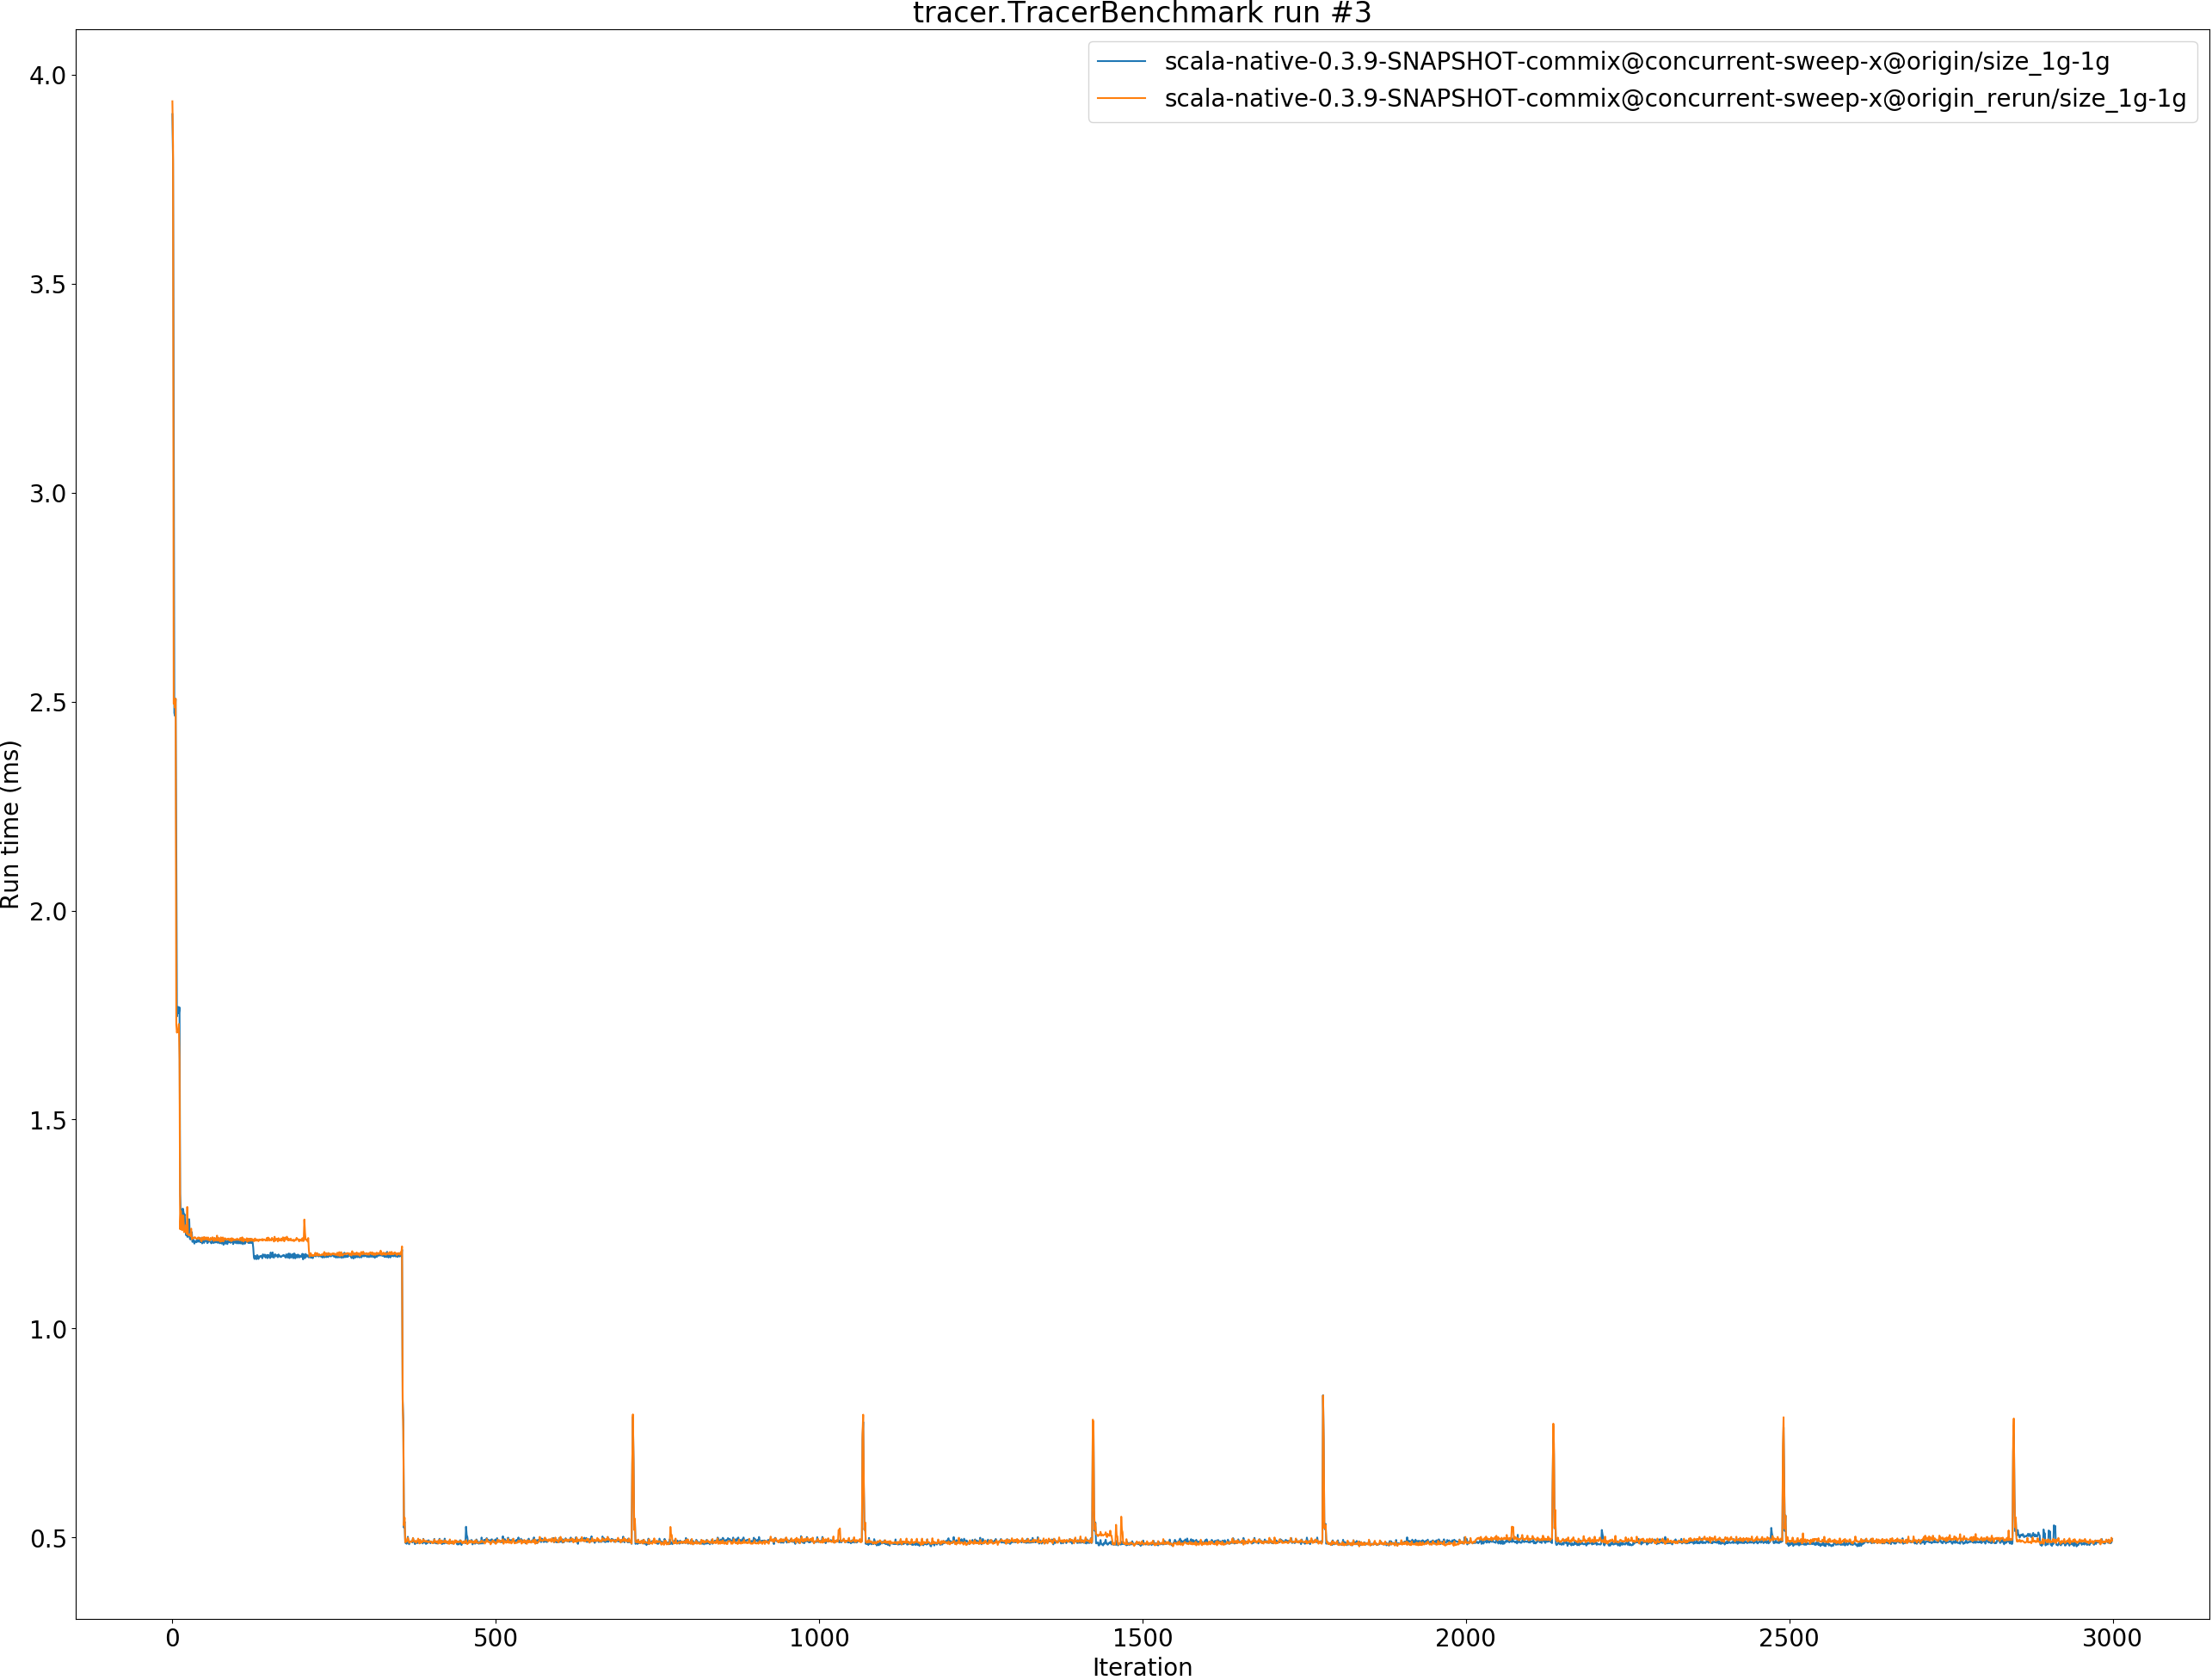 tracer.TracerBenchmark run #3
scala-native-0.3.9-SNAPSHOT-commix@concurrent-sweep-x@origin/size_1g-1g
scala-native-0.3.9-SNAPSHOT-commix@concurrent-sweep-x@origin_rerun/size_1g-1g
Run time (ms)
4.0
3.5
3.0
2.5
2.0
1.5
1.0
0.5
0 500 1000 1500 2000 2500 3000
Iteration